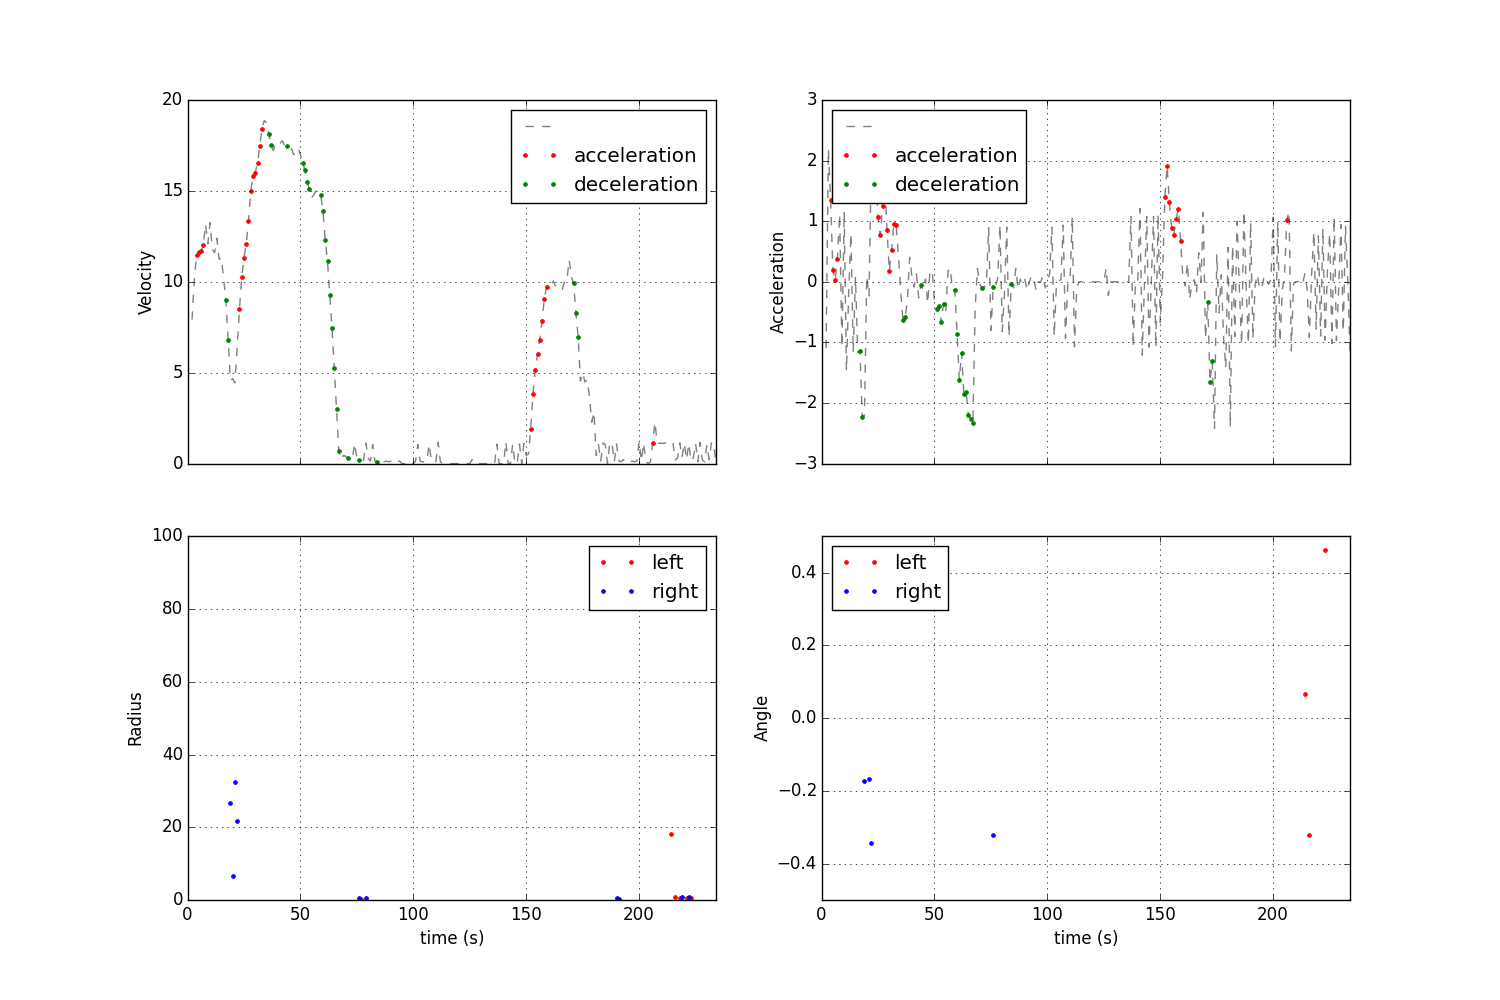 20
15
10
5
0
Velocity
acceleration
deceleration
3
2
1
0
−1
−2
−3
Acceleration
acceleration
deceleration
100
80
60
40
20
0
Radius
left
right
0 50 100 150 200
time (s)
0.4
0.2
0.0
−0.2
−0.4
Angle
left
right
0 50 100 150 200
time (s)